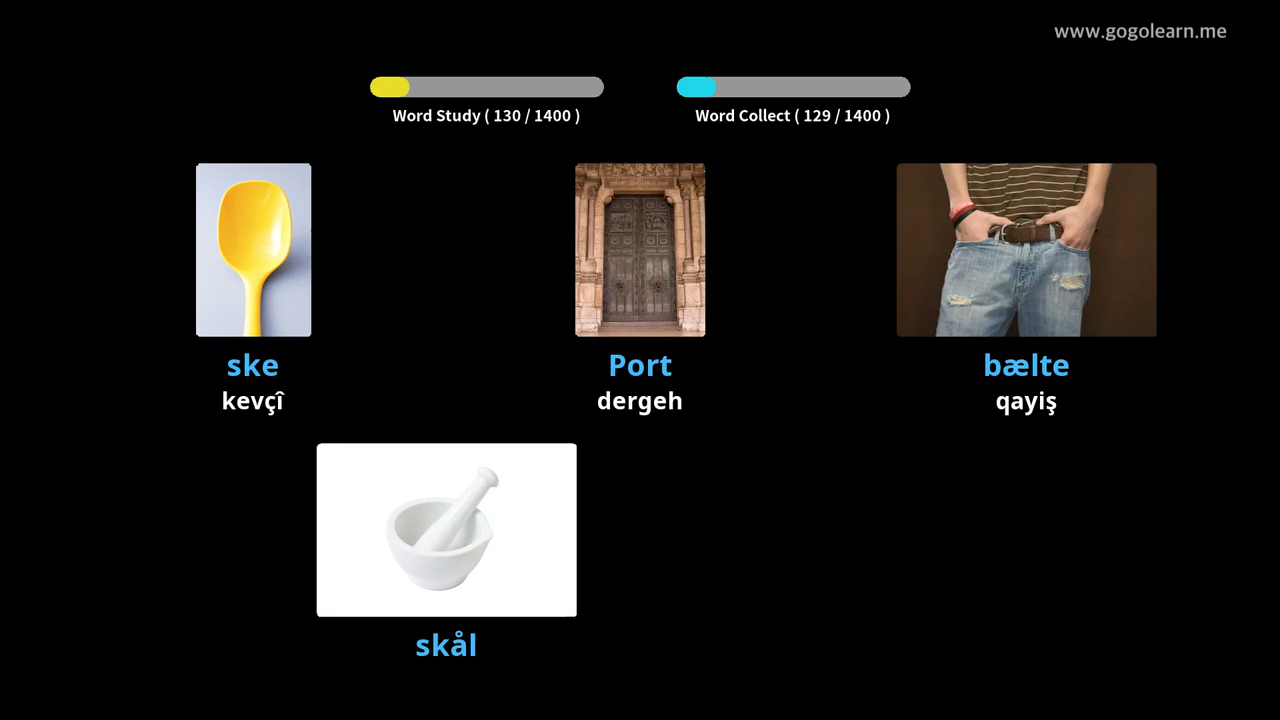 www.gogolearn.me
Word Study ( 130 / 1400 )
Word Collect ( 129 / 1400 )
ske
kevçî
Port
dergeh
bælte
qayiş
skål